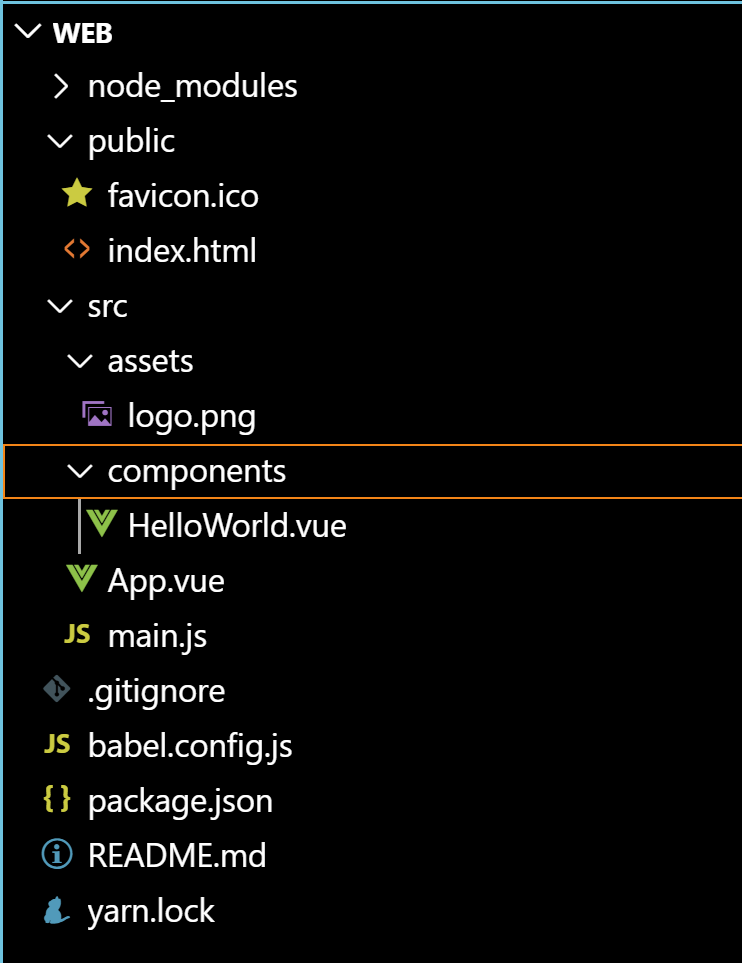 WEB
node_modules
public
favicon.ico
index.html
src
assets
logo.png
components
HelloWorld.vue
App.vue
JS main.js
.gitignore
JS babel.config.js
{ } package.json
README.md
yarn.lock